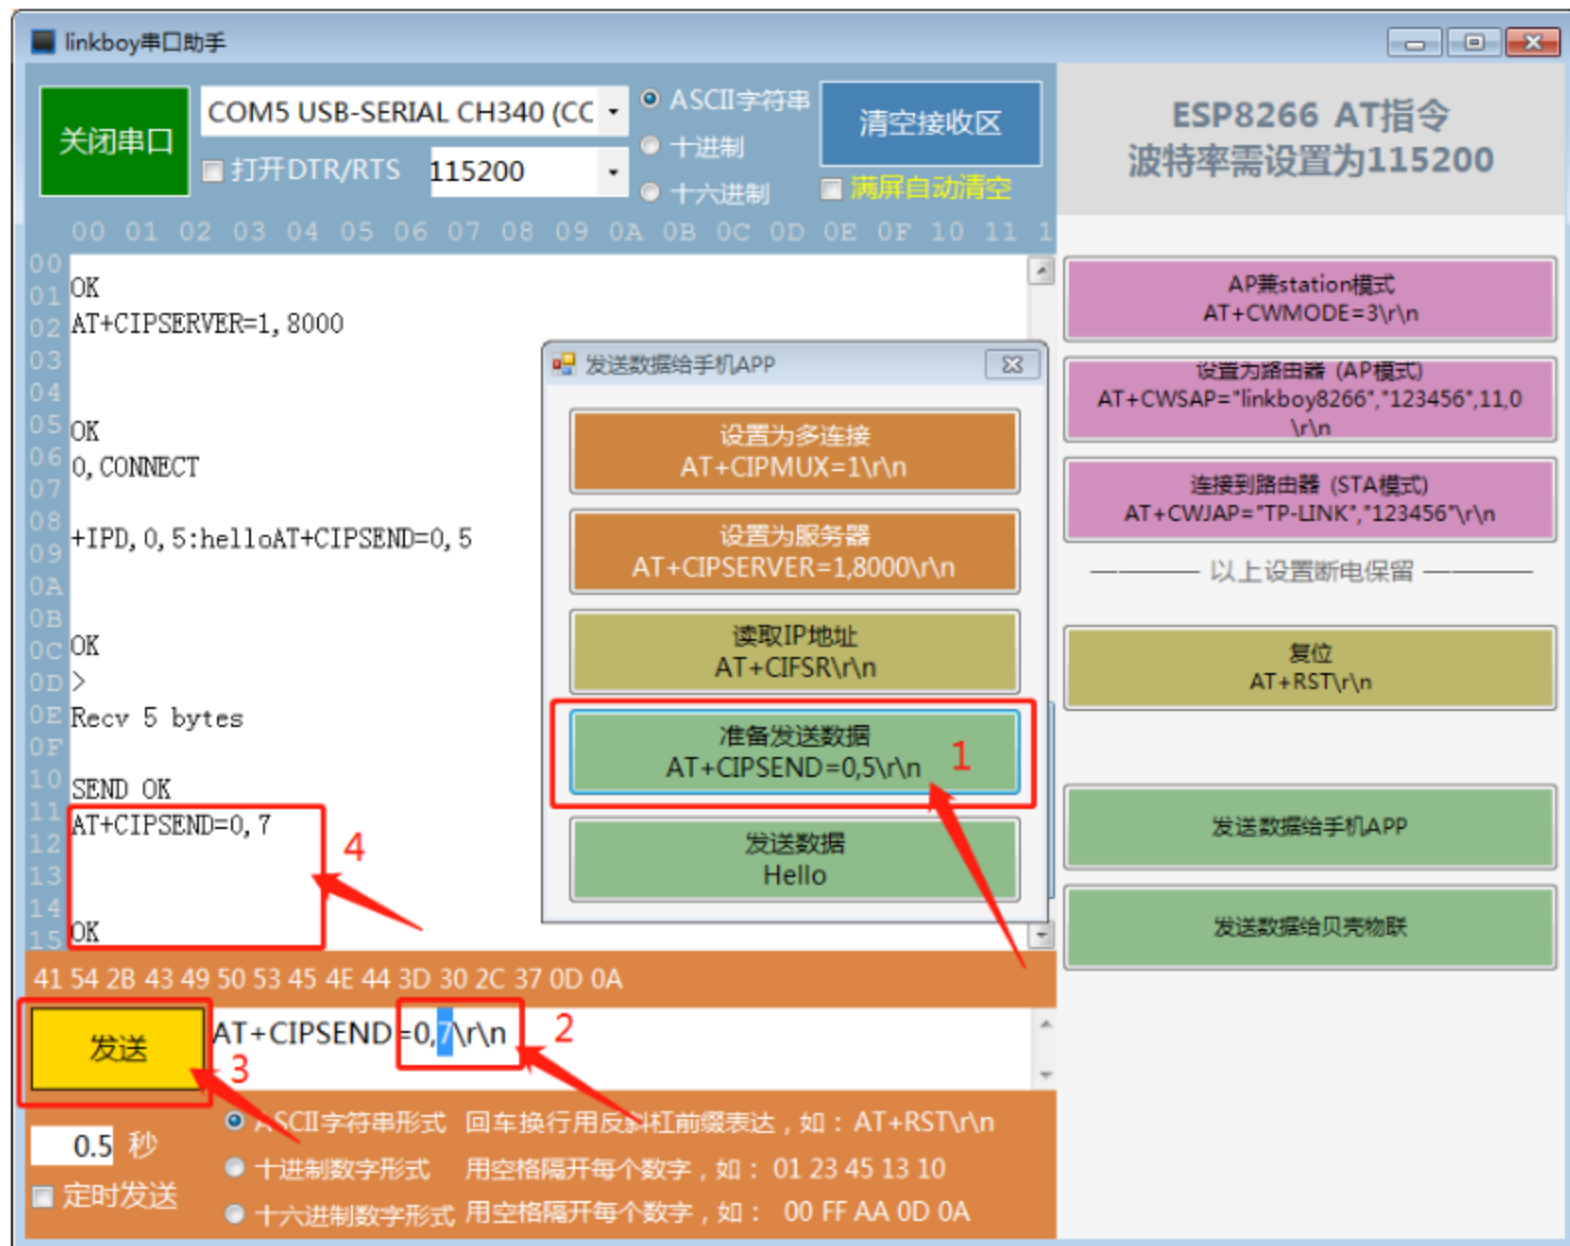 linkboy串口助手
关闭串口
COM5 USB-SERIAL CH340 (CC
打开DTR/RTS
115200
ASCII字符串
十进制
十六进制
清空接收区
满屏自动清空
ESP8266 AT指令
波特率需设置为115200
00 01 02 03 04 05 06 07 08 09 0A 0B 0C 0D 0E 0F 10 11 1
00
01 OK
02 AT+CIPSERVER=1,8000
03
04
05 OK
06 0,CONNECT
07
08 +IPD,0,5:helloAT+CIPSEND=0,5
09
0A
0B
0C OK
0D >
0E Recv 5 bytes
0F
10 SEND OK
11 AT+CIPSEND=0,7
12
13
14
15 OK
4
发送数据给手机APP
设置为多连接
AT+CIPMUX=1\r\n
设置为服务器
AT+CIPSERVER=1,8000\r\n
读取IP地址
AT+CIFSR\r\n
准备发送数据
AT+CIPSEND=0,5\r\n
1
发送数据
Hello
AP兼station模式
AT+CWMODE=3\r\n
设置为路由器 (AP模式)
AT+CWSAP="linkboy8266","123456",11,0
\r\n
连接到路由器 (STA模式)
AT+CWJAP="TP-LINK","123456"\r\n
以上设置断电保留
复位
AT+RST\r\n
发送数据给手机APP
发送数据给贝壳物联
41 54 2B 43 49 50 53 45 4E 44 3D 30 2C 37 0D 0A
发送
AT+CIPSEND=0,7\r\n
2
3
0.5 秒
定时发送
ASCII字符串形式 回车换行用反斜杠前缀表达，如：AT+RST\r\n
十进制数字形式 用空格隔开每个数字，如： 01 23 45 13 10
十六进制数字形式 用空格隔开每个数字，如： 00 FF AA 0D 0A